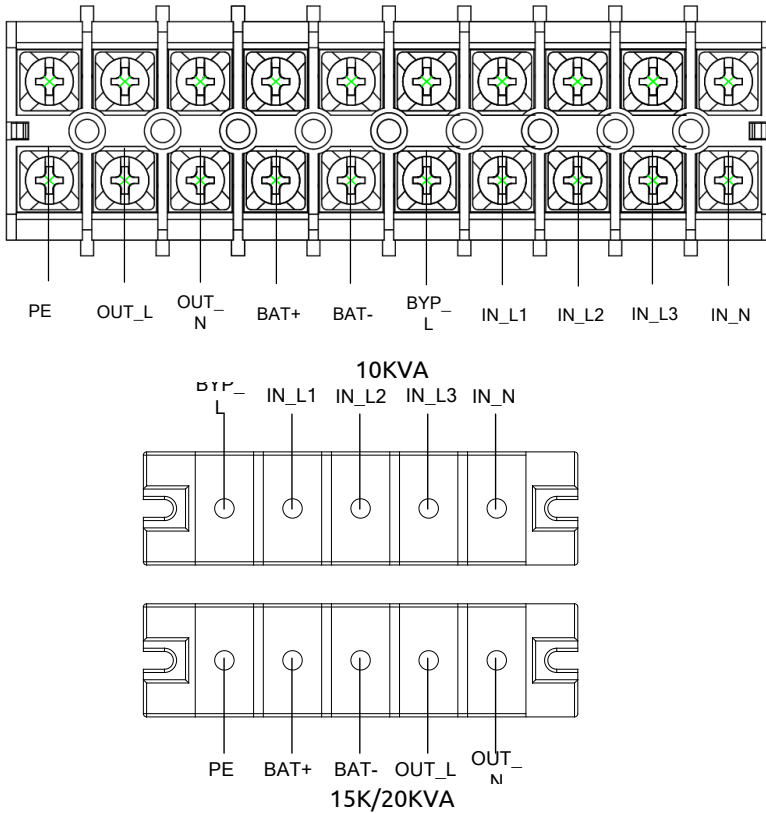 PE OUT_L OUT_ BAT+ BAT- BYP_ IN_L1 IN_L2 IN_L3 IN_N
N L
10KVA
BYP_ IN_L1 IN_L2 IN_L3 IN_N
L
PE BAT+ BAT- OUT_L OUT_
N
15K/20KVA